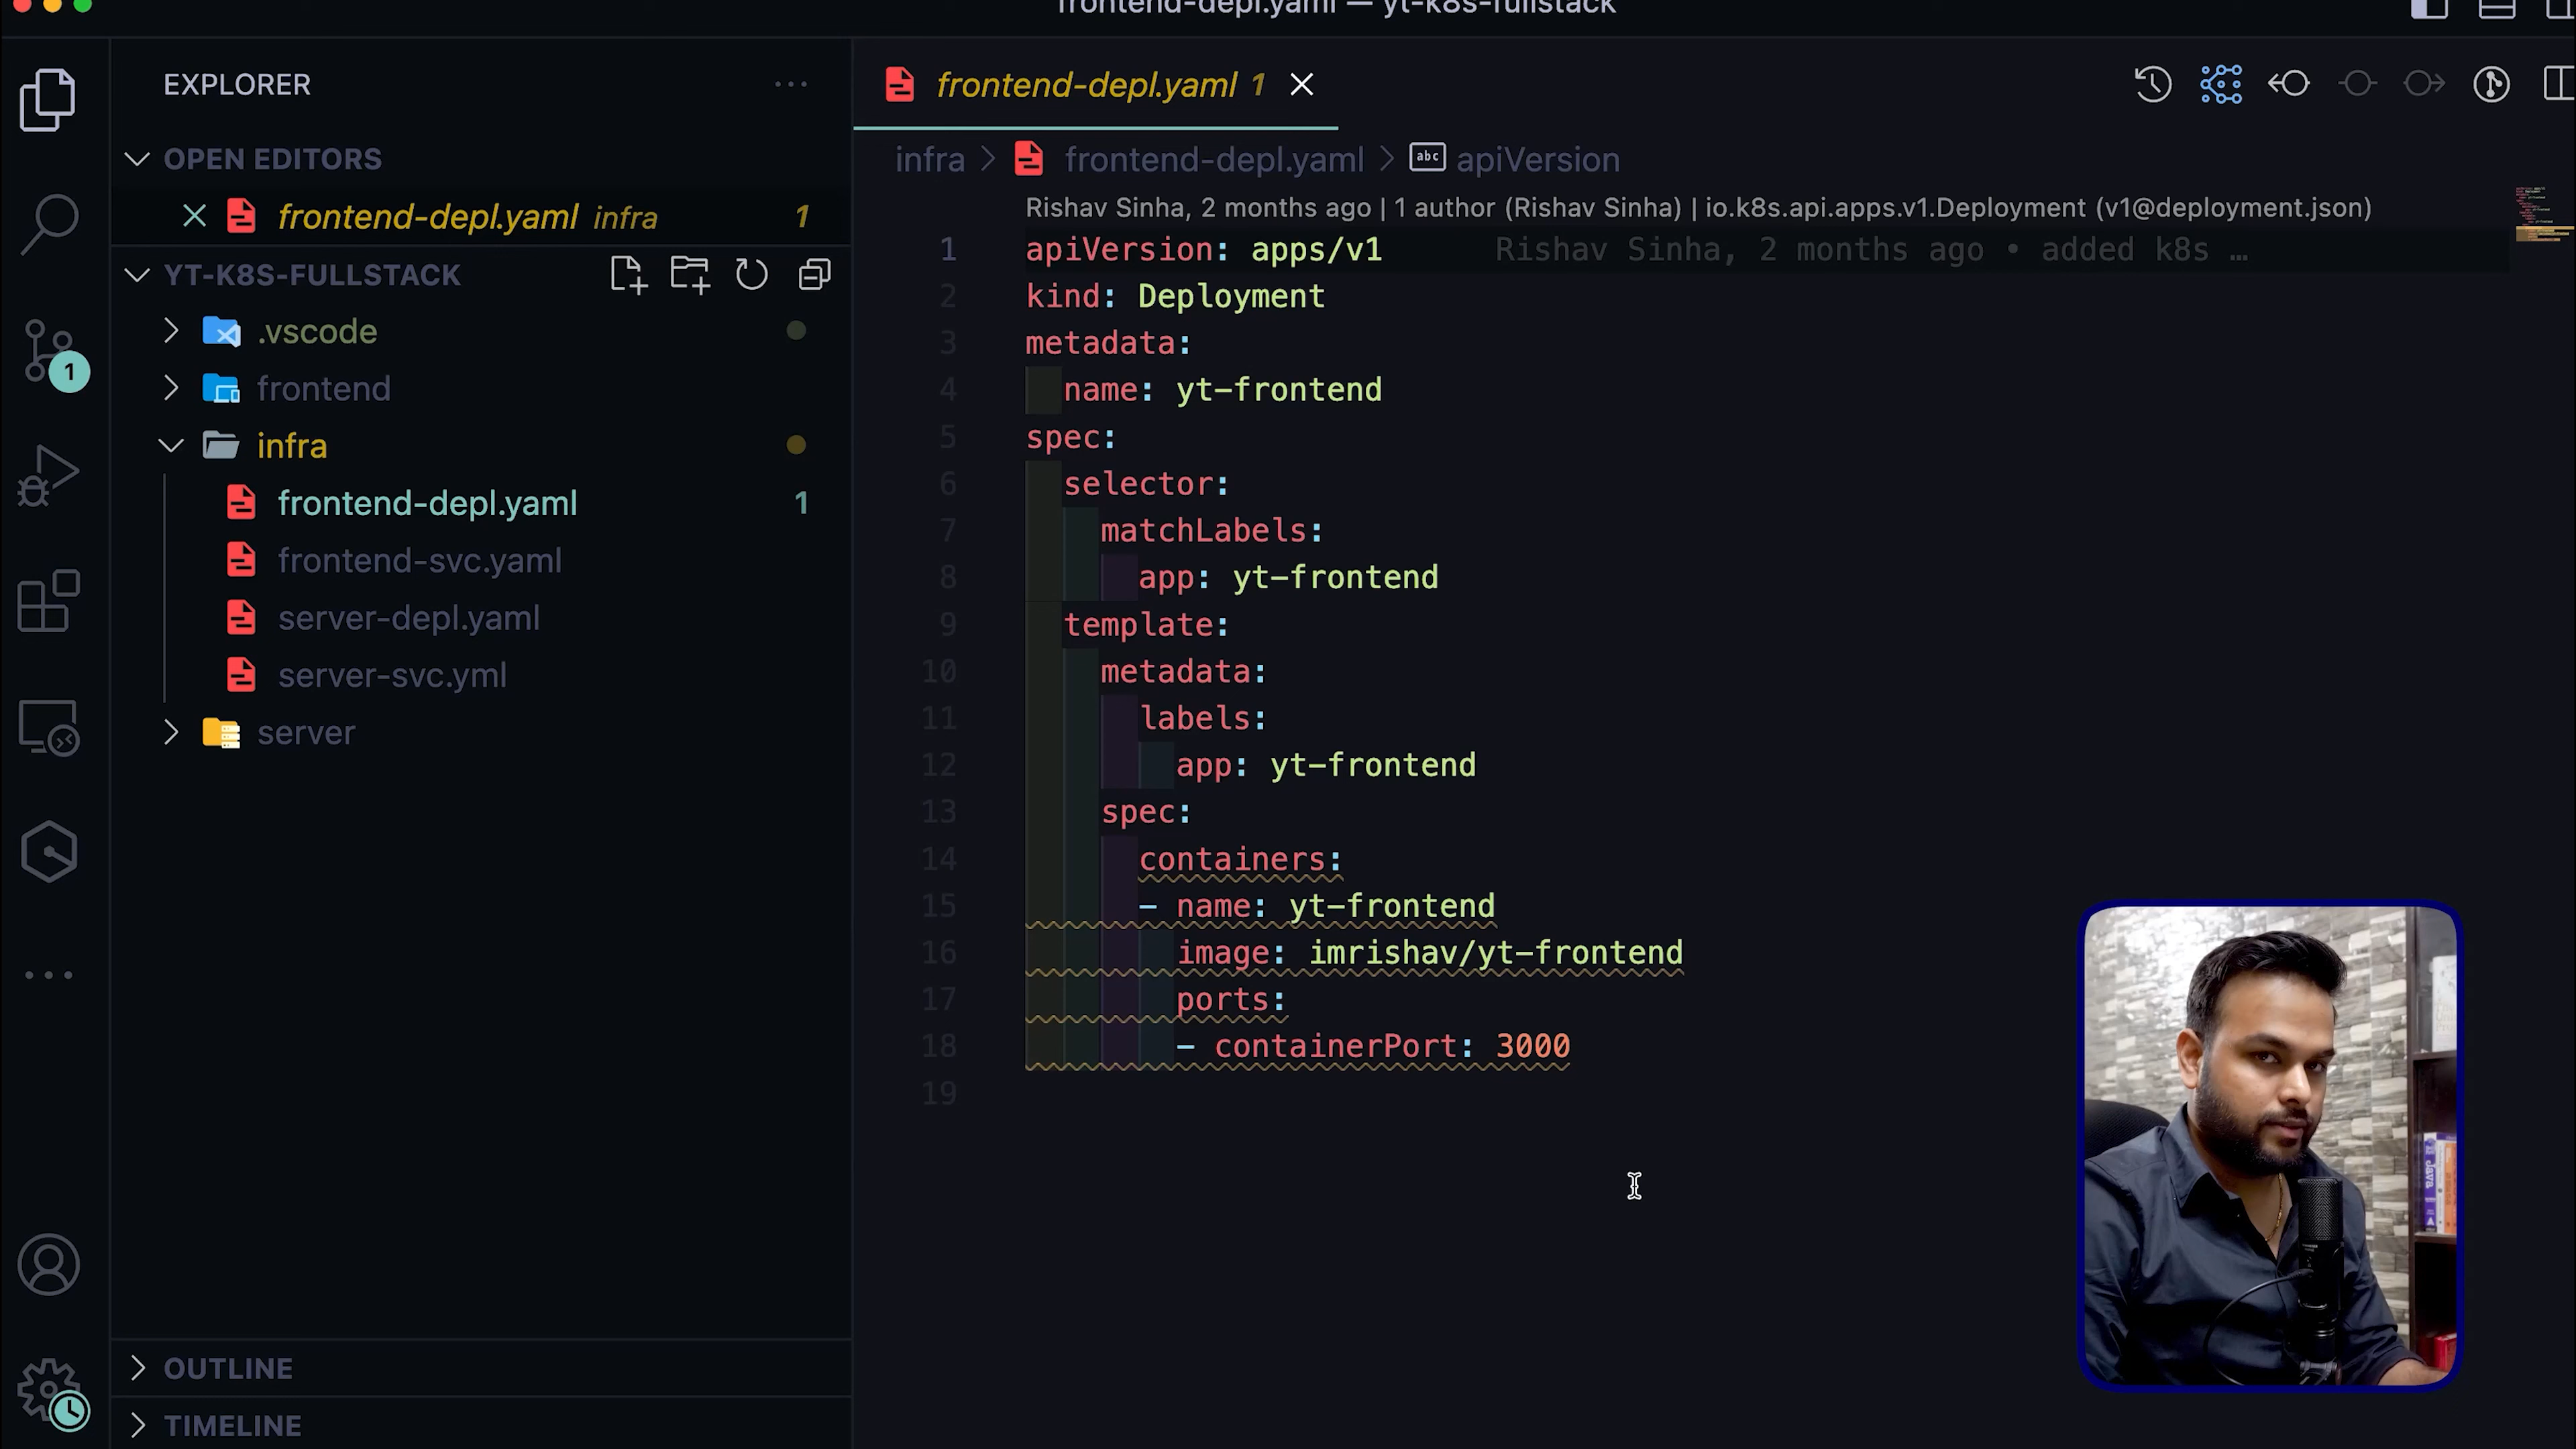 frontend-depl.yaml — yt-k8s-fullstack
EXPLORER
OPEN EDITORS
frontend-depl.yaml infra 1
YT-K8S-FULLSTACK
.vscode
frontend
infra
frontend-depl.yaml 1
frontend-svc.yaml
server-depl.yaml
server-svc.yml
server
OUTLINE
TIMELINE
1
frontend-depl.yaml 1
infra > frontend-depl.yaml > abc apiVersion
Rishav Sinha, 2 months ago | 1 author (Rishav Sinha) | io.k8s.api.apps.v1.Deployment (v1@deployment.json)
1 apiVersion: apps/v1 Rishav Sinha, 2 months ago • added k8s …
2 kind: Deployment
3 metadata:
4 name: yt-frontend
5 spec:
6 selector:
7 matchLabels:
8 app: yt-frontend
9 template:
10 metadata:
11 labels:
12 app: yt-frontend
13 spec:
14 containers:
15 - name: yt-frontend
16 image: imrishav/yt-frontend
17 ports:
18 - containerPort: 3000
19
Java